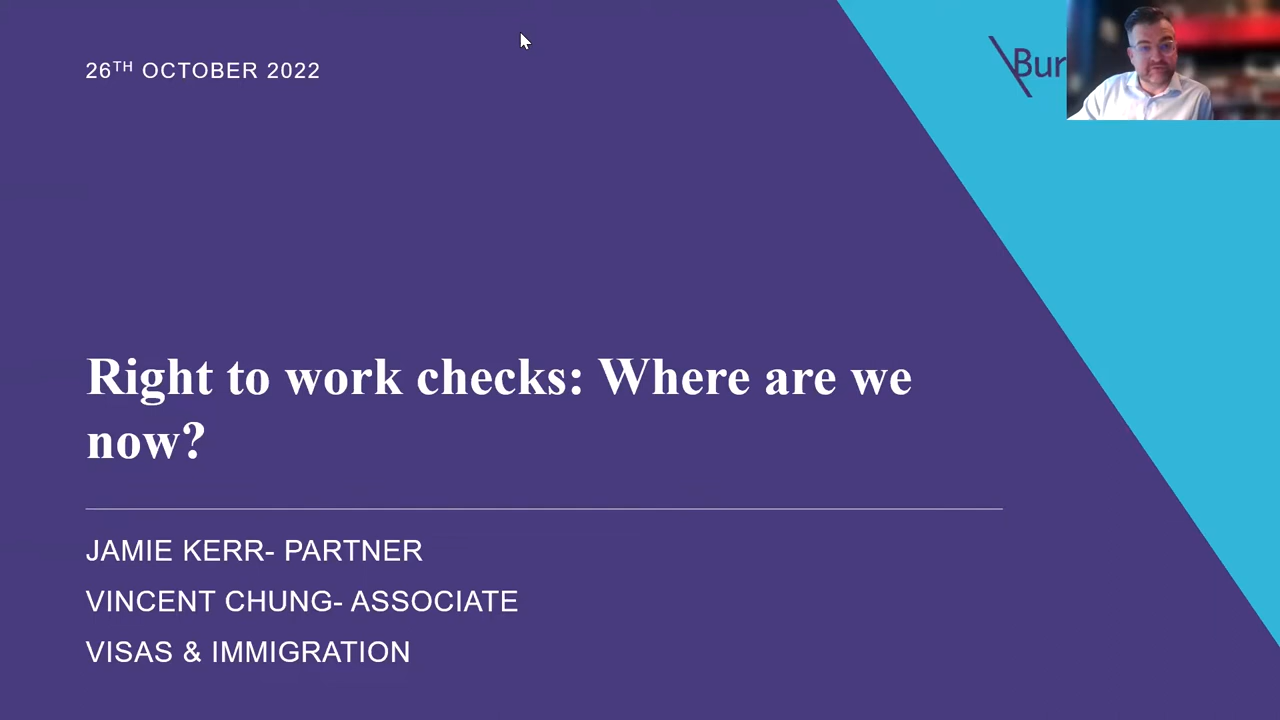 26TH OCTOBER 2022
Bur
Right to work checks: Where are we
now?
JAMIE KERR- PARTNER
VINCENT CHUNG- ASSOCIATE
VISAS & IMMIGRATION